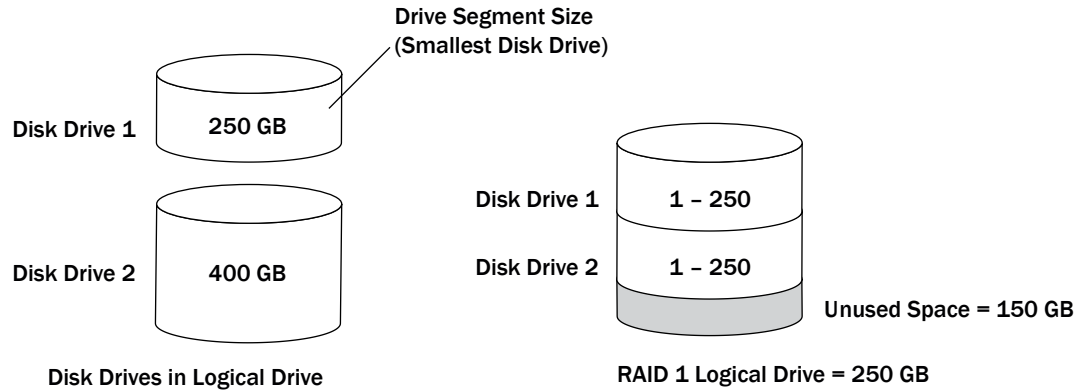 Drive Segment Size
(Smallest Disk Drive)
Disk Drive 1
250 GB
Disk Drive 2
400 GB
Disk Drives in Logical Drive
Disk Drive 1
1 – 250
Disk Drive 2
1 – 250
Unused Space = 150 GB
RAID 1 Logical Drive = 250 GB